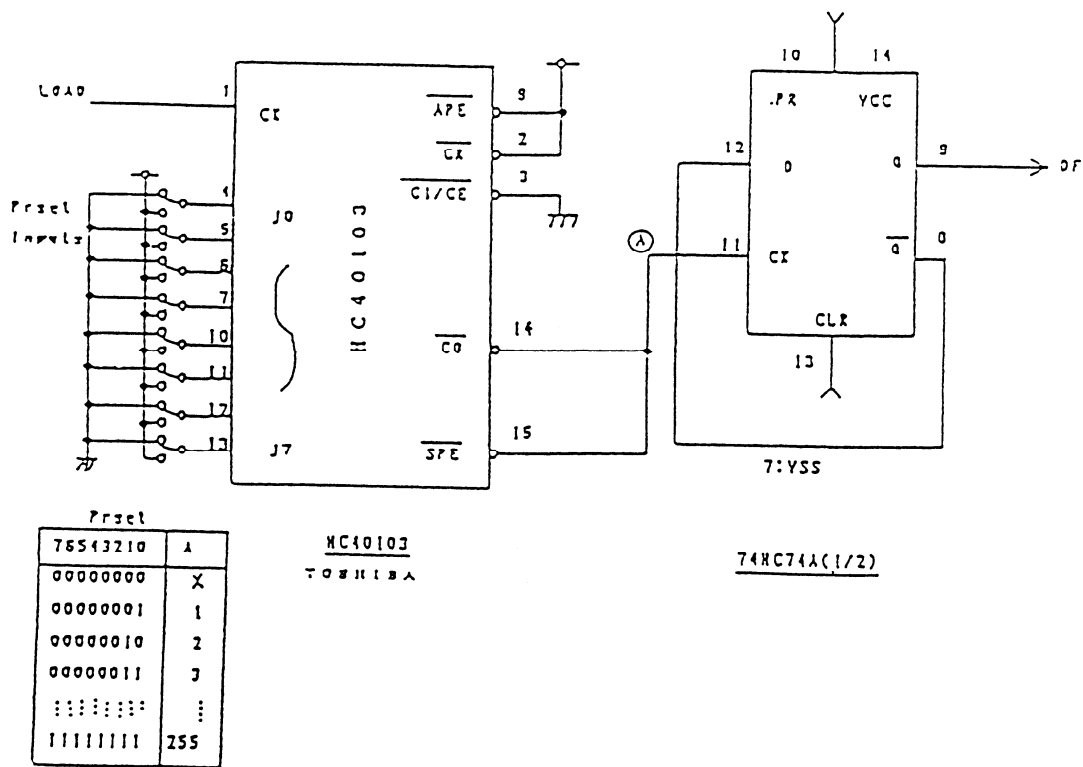 LOAD
1
CK
Prset
Inputs
4
5
6
7
10
11
12
13
J0
J7
HC40103
APE
9
CR
2
CI/CE
3
CO
14
SPE
15
A
10
14
.PR
VCC
12
D
Q
9
DF
11
CK
Q
8
CLR
13
7:VSS
Prset
76543210 A
00000000 X
00000001 1
00000010 2
00000011 3
11111111 255
HC40103
TOSHIBA
74HC74A(1/2)